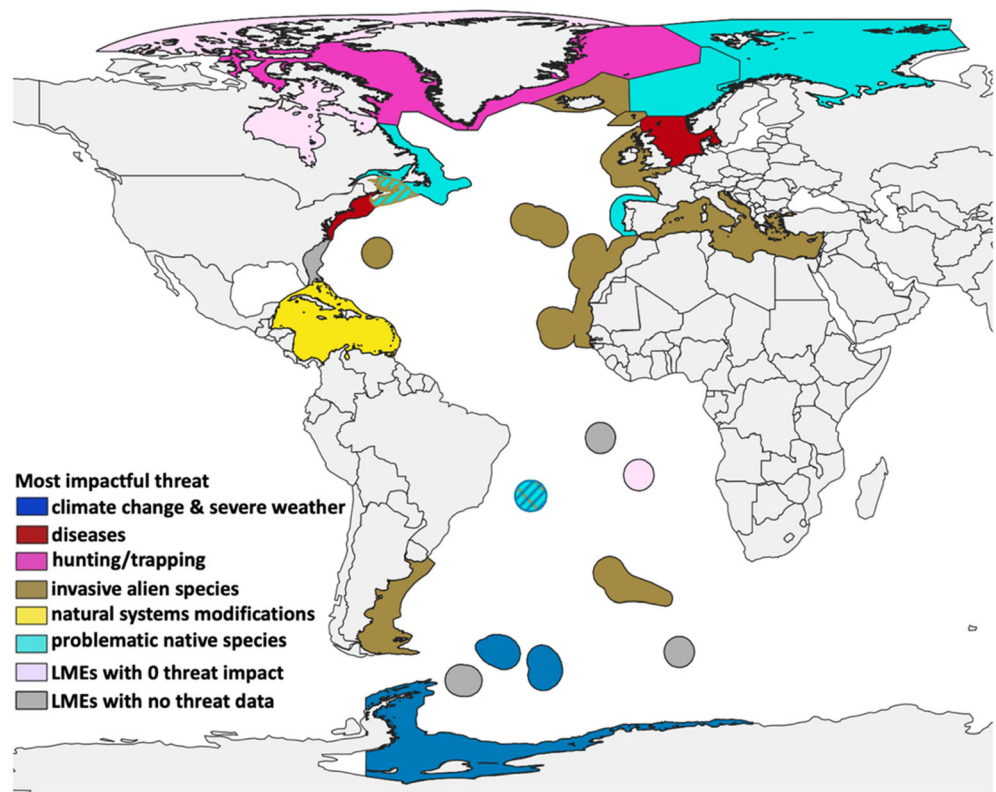 Most impactful threat
climate change & severe weather
diseases
hunting/trapping
invasive alien species
natural systems modifications
problematic native species
LMEs with 0 threat impact
LMEs with no threat data